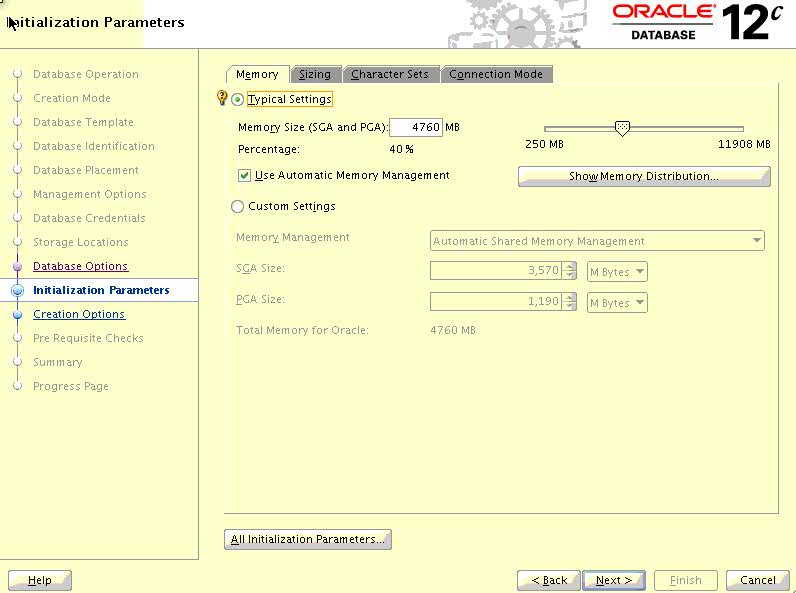 Initialization Parameters
ORACLE DATABASE 12c
Database Operation
Creation Mode
Database Template
Database Identification
Database Placement
Management Options
Database Credentials
Storage Locations
Database Options
Initialization Parameters
Creation Options
Pre Requisite Checks
Summary
Progress Page
Memory Sizing Character Sets Connection Mode
Typical Settings
Memory Size (SGA and PGA): 4760 MB
250 MB 11908 MB
Percentage: 40 %
Use Automatic Memory Management Show Memory Distribution...
Custom Settings
Memory Management Automatic Shared Memory Management
SGA Size: 3,570 M Bytes
PGA Size: 1,190 M Bytes
Total Memory for Oracle: 4760 MB
All Initialization Parameters...
Help < Back Next > Finish Cancel